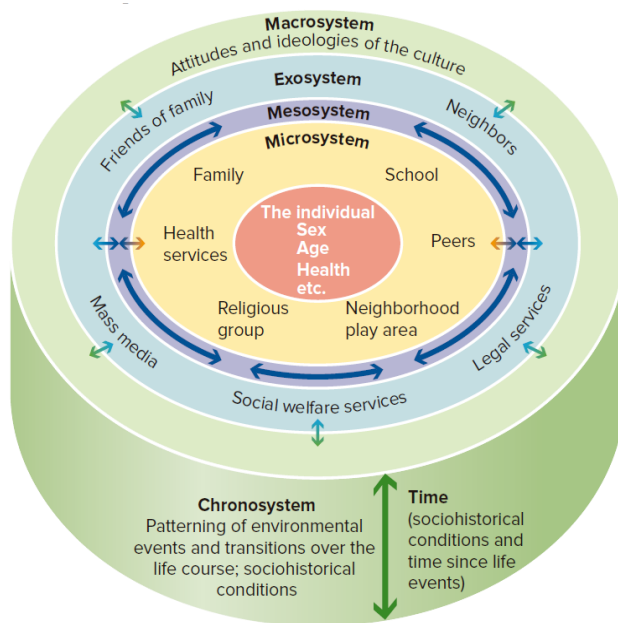 Macrosystem
Attitudes and ideologies of the culture
Exosystem
Friends of family
Neighbors
Mesosystem
Microsystem
Family
School
The individual
Sex
Age
Health
etc.
Health
services
Peers
Religious
group
Neighborhood
play area
Mass media
Legal services
Social welfare services
Chronosystem
Patterning of environmental
events and transitions over the
life course; sociohistorical
conditions
Time
(sociohistorical
conditions and
time since life
events)